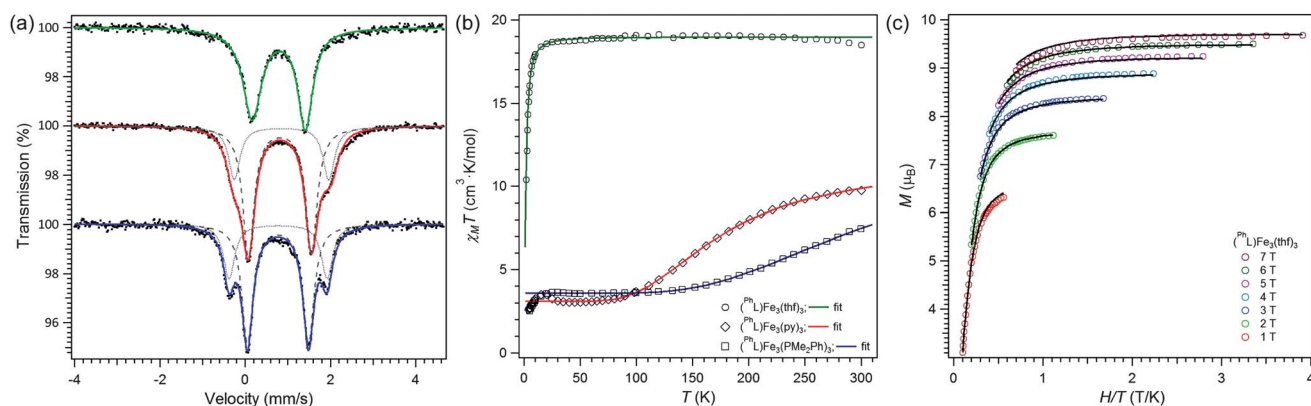 (a)
Transmission (%)
100
98
100
98
100
98
96
-4
-2
0
2
4
Velocity (mm/s)
(b)
χMT (cm³·K/mol)
20
15
10
5
0
(ᴾʰL)Fe₃(thf)₃; fit
(ᴾʰL)Fe₃(py)₃; fit
(ᴾʰL)Fe₃(PMe₂Ph)₃; fit
0
50
100
150
200
250
300
T (K)
(c)
M (μB)
10
9
8
7
6
5
4
(ᴾʰL)Fe₃(thf)₃
7 T
6 T
5 T
4 T
3 T
2 T
1 T
0
1
2
3
4
H/T (T/K)